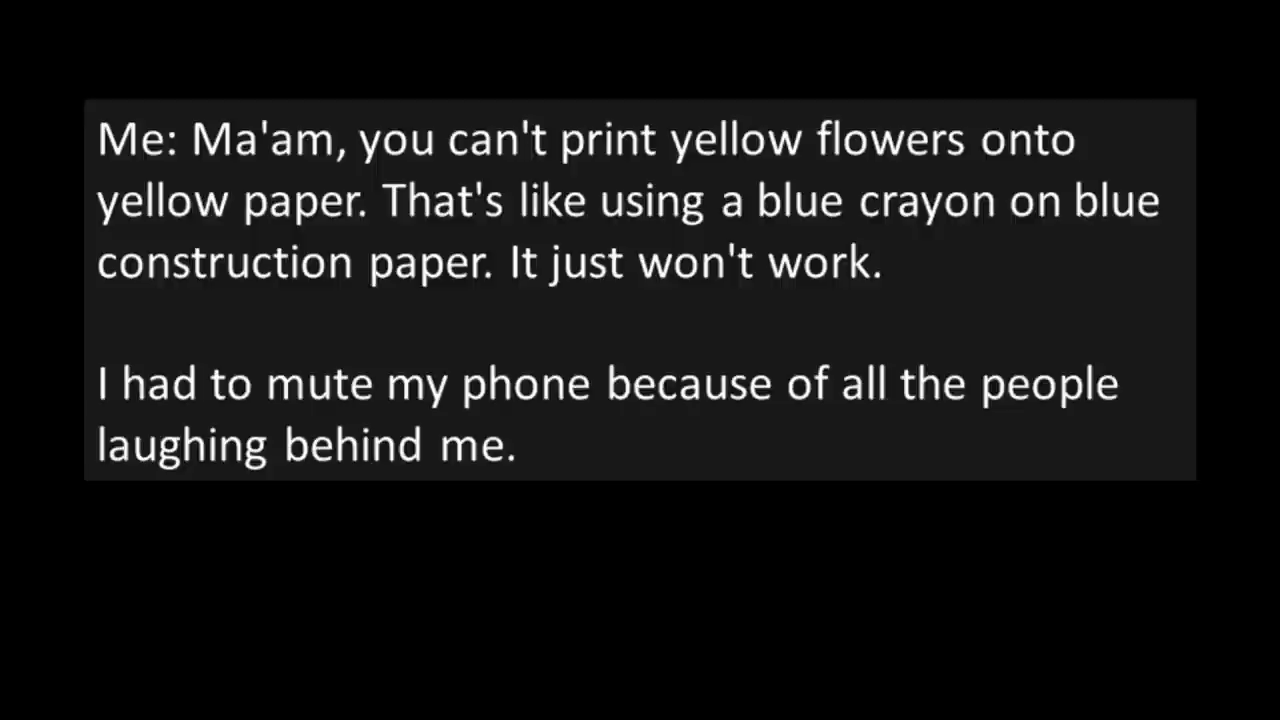 Me: Ma'am, you can't print yellow flowers onto
yellow paper. That's like using a blue crayon on blue
construction paper. It just won't work.
I had to mute my phone because of all the people
laughing behind me.